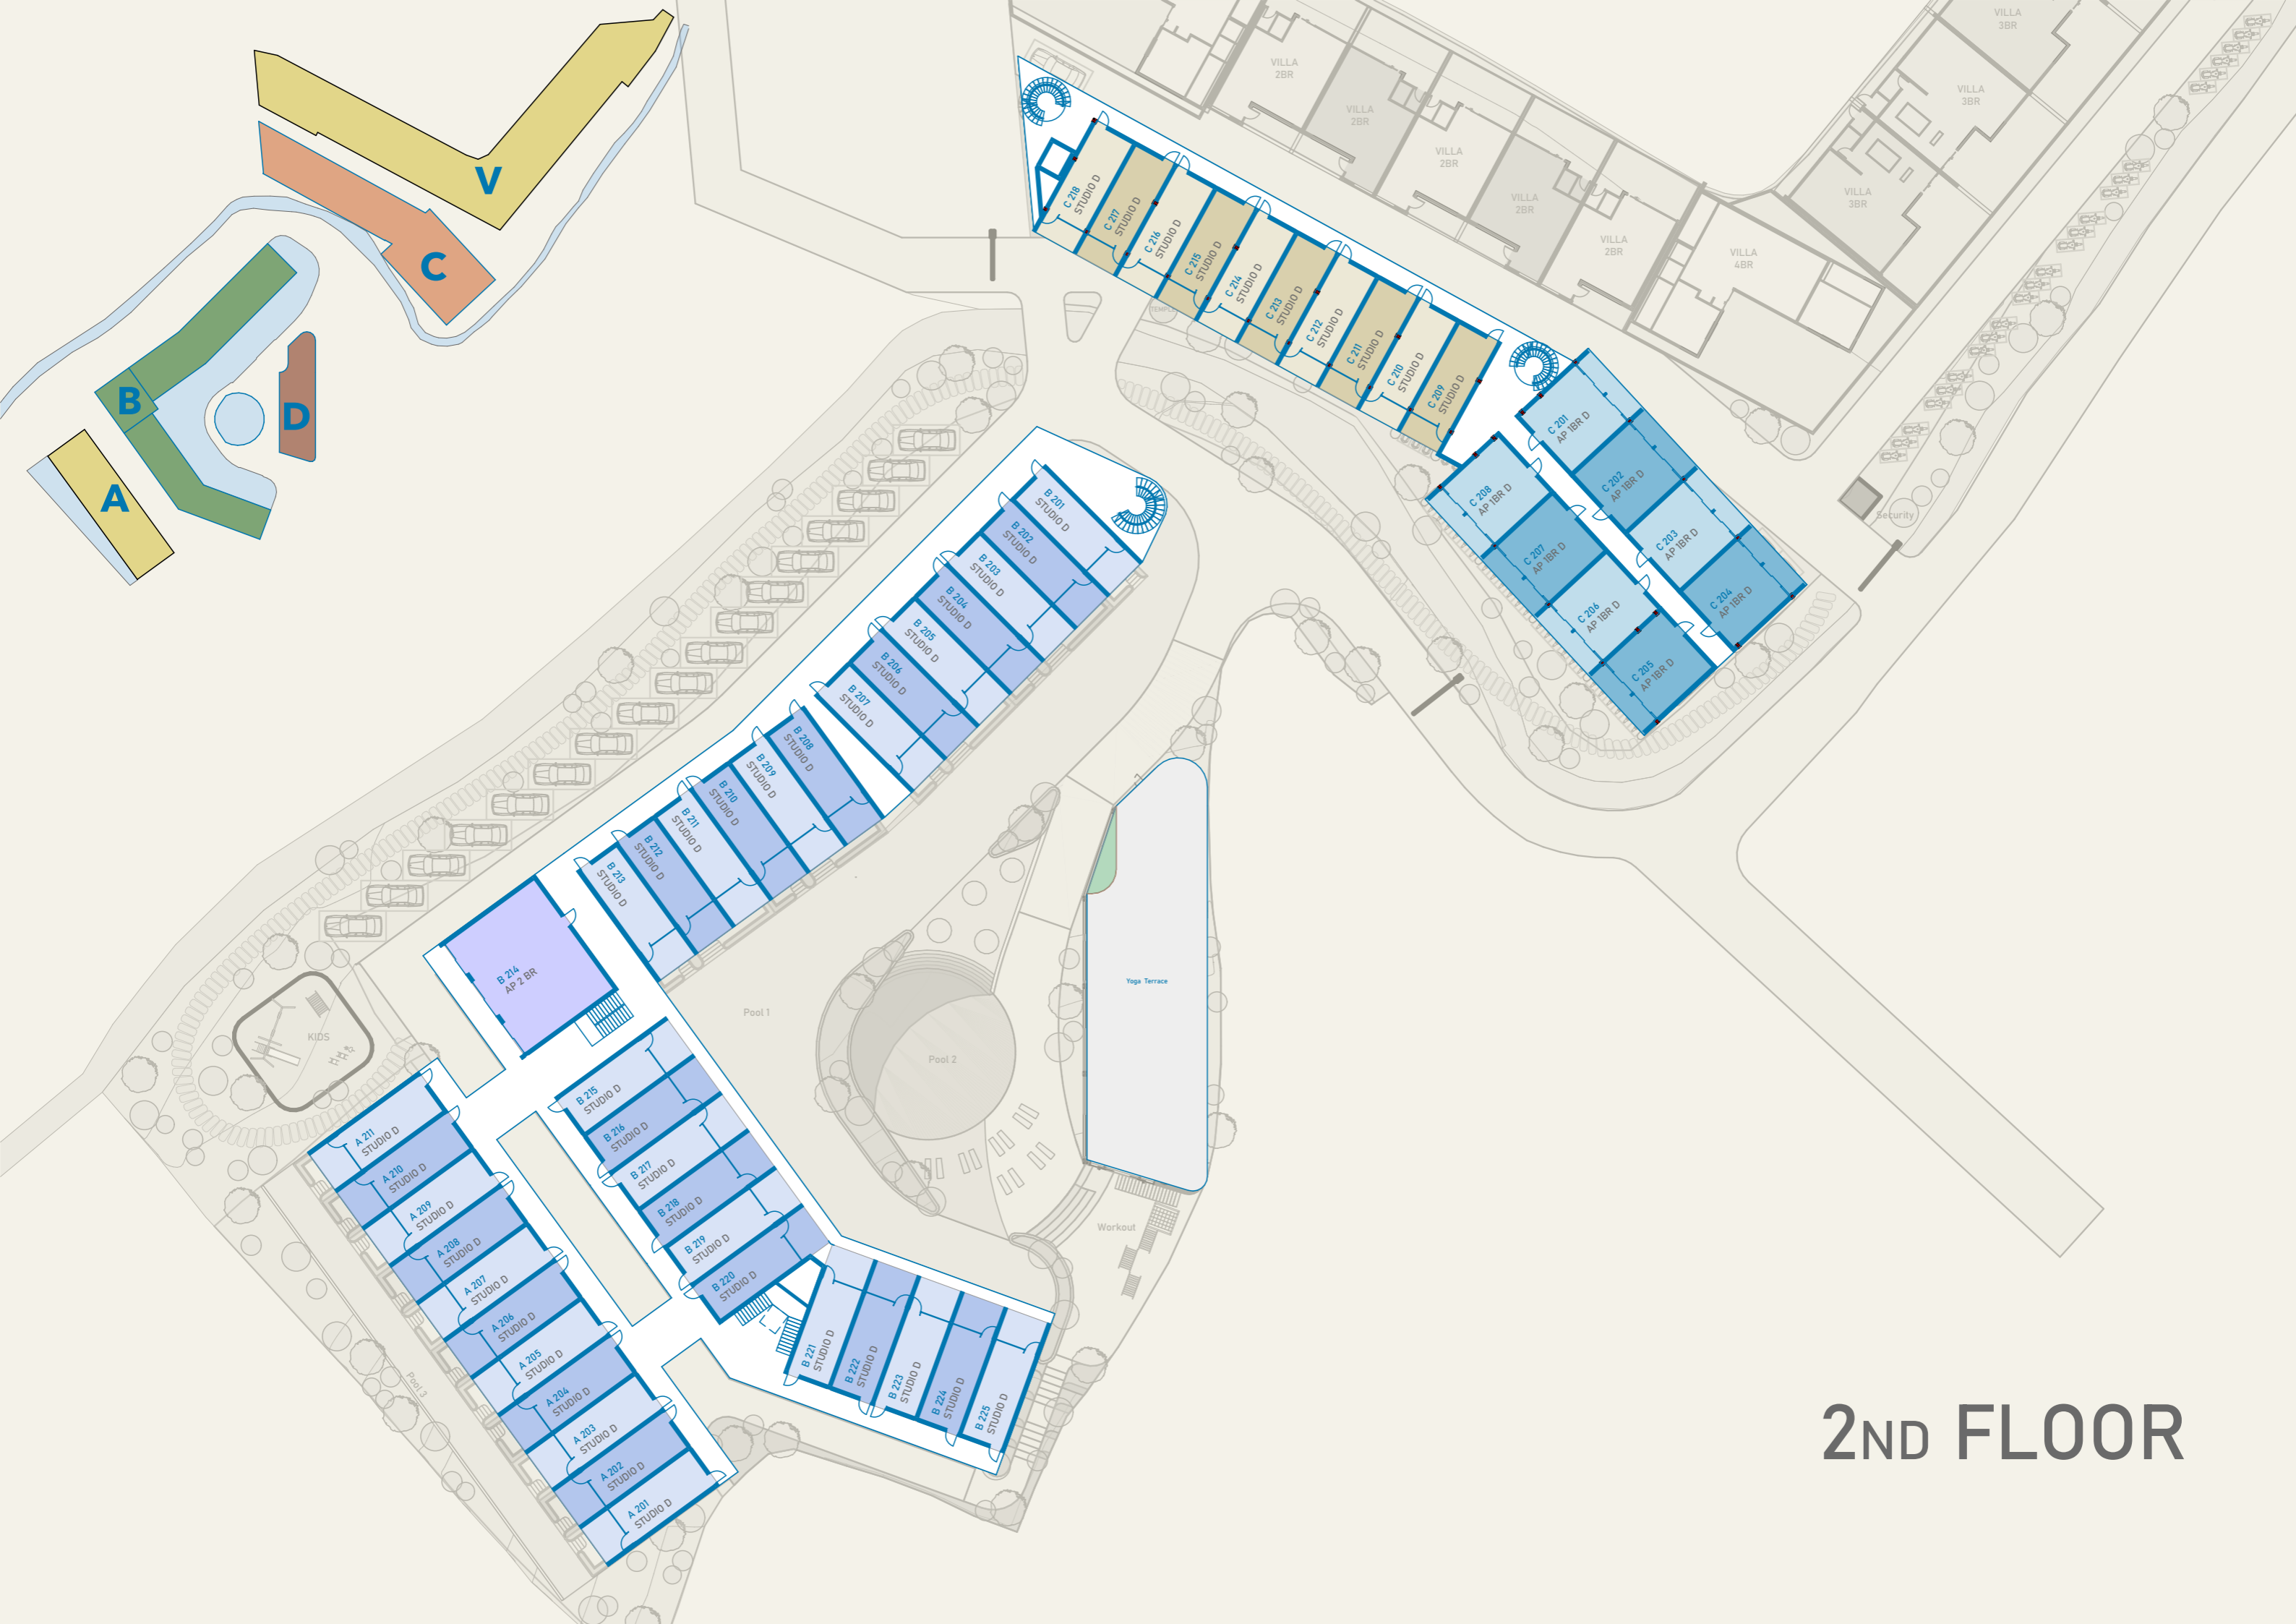 V
C
B
D
A
VILLA
3BR
VILLA
2BR
VILLA
3BR
VILLA
2BR
VILLA
2BR
VILLA
3BR
VILLA
2BR
VILLA
2BR
VILLA
4BR
C 218
STUDIO D
C 217
STUDIO D
C 216
STUDIO D
C 215
STUDIO D
C 214
STUDIO D
C 213
STUDIO D
C 212
STUDIO D
C 211
STUDIO D
C 210
STUDIO D
C 209
STUDIO D
TEMPLE
C 201
AP 1BR D
C 202
AP 1BR D
C 203
AP 1BR D
C 204
AP 1BR D
C 208
AP 1BR D
C 207
AP 1BR D
C 206
AP 1BR D
C 205
AP 1BR D
Security
B 201
STUDIO D
B 202
STUDIO D
B 203
STUDIO D
B 204
STUDIO D
B 205
STUDIO D
B 206
STUDIO D
B 207
STUDIO D
B 208
STUDIO D
B 209
STUDIO D
B 210
STUDIO D
B 211
STUDIO D
B 212
STUDIO D
B 213
STUDIO D
B 214
AP 2 BR
KIDS
Pool 1
Pool 2
Yoga Terrace
Workout
B 215
STUDIO D
B 216
STUDIO D
B 217
STUDIO D
B 218
STUDIO D
B 219
STUDIO D
B 220
STUDIO D
B 221
STUDIO D
B 222
STUDIO D
B 223
STUDIO D
B 224
STUDIO D
B 225
STUDIO D
A 211
STUDIO D
A 210
STUDIO D
A 209
STUDIO D
A 208
STUDIO D
A 207
STUDIO D
A 206
STUDIO D
A 205
STUDIO D
A 204
STUDIO D
A 203
STUDIO D
A 202
STUDIO D
A 201
STUDIO D
Pool 3
2ND FLOOR